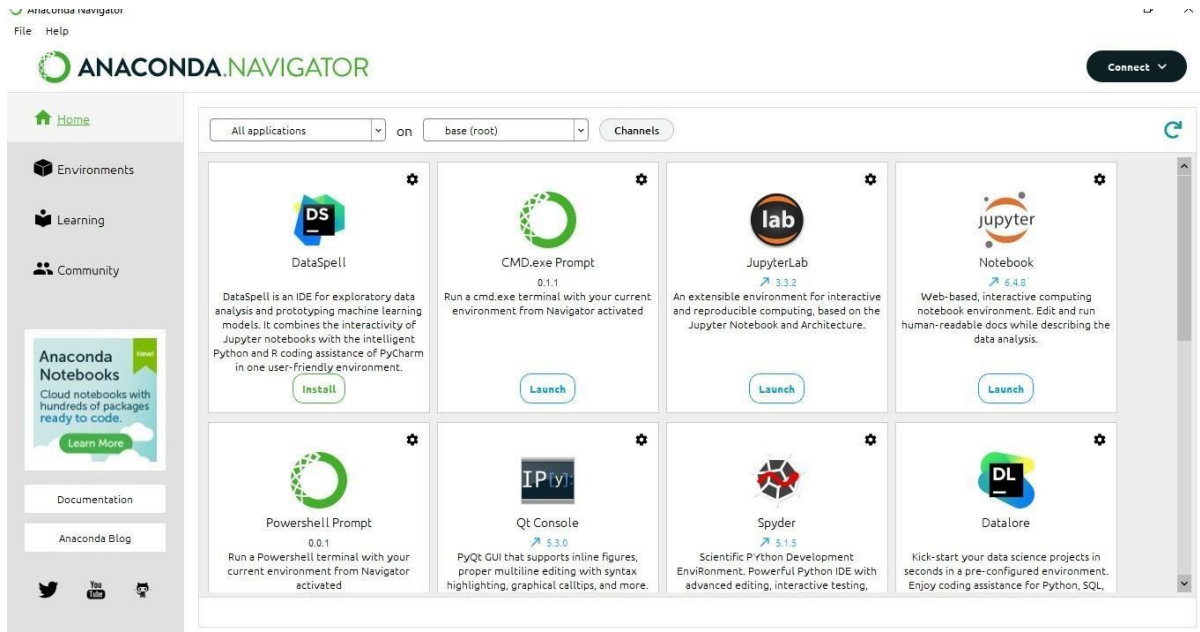 Anaconda Navigator
File Help
ANACONDA.NAVIGATOR
Connect
Home
Environments
Learning
Community
Anaconda Notebooks
New!
Cloud notebooks with
hundreds of packages
ready to code.
Learn More
Documentation
Anaconda Blog
You
Tube
All applications on base (root) Channels
DS
DataSpell
DataSpell is an IDE for exploratory data
analysis and prototyping machine learning
models. It combines the interactivity of
Jupyter notebooks with the intelligent
Python and R coding assistance of PyCharm
in one user-friendly environment.
Install
CMD.exe Prompt
0.1.1
Run a cmd.exe terminal with your current
environment from Navigator activated
Launch
lab
JupyterLab
3.3.2
An extensible environment for interactive
and reproducible computing, based on the
Jupyter Notebook and Architecture.
Launch
jupyter
Notebook
6.4.8
Web-based, interactive computing
notebook environment. Edit and run
human-readable docs while describing the
data analysis.
Launch
Powershell Prompt
0.0.1
Run a Powershell terminal with your
current environment from Navigator
activated
IP[y]:
Qt Console
5.3.0
PyQt GUI that supports inline figures,
proper multiline editing with syntax
highlighting, graphical calltips, and more.
Spyder
5.1.5
Scientific PYthon Development
EnviRonment. Powerful Python IDE with
advanced editing, interactive testing,
DL
Datalore
Kick-start your data science projects in
seconds in a pre-configured environment.
Enjoy coding assistance for Python, SQL,